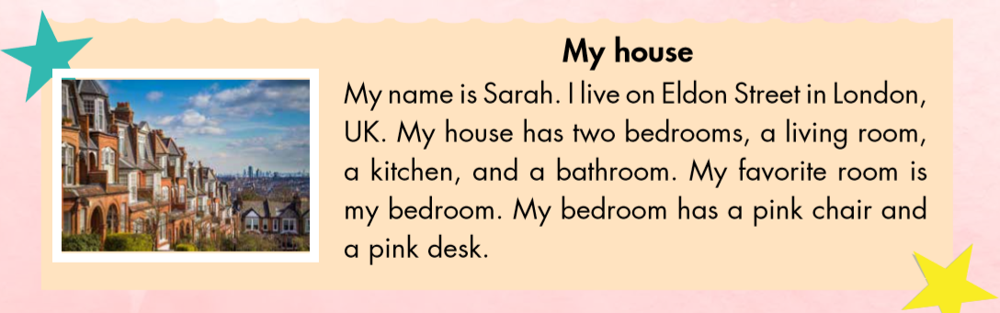 My house
My name is Sarah. I live on Eldon Street in London,
UK. My house has two bedrooms, a living room,
a kitchen, and a bathroom. My favorite room is
my bedroom. My bedroom has a pink chair and
a pink desk.